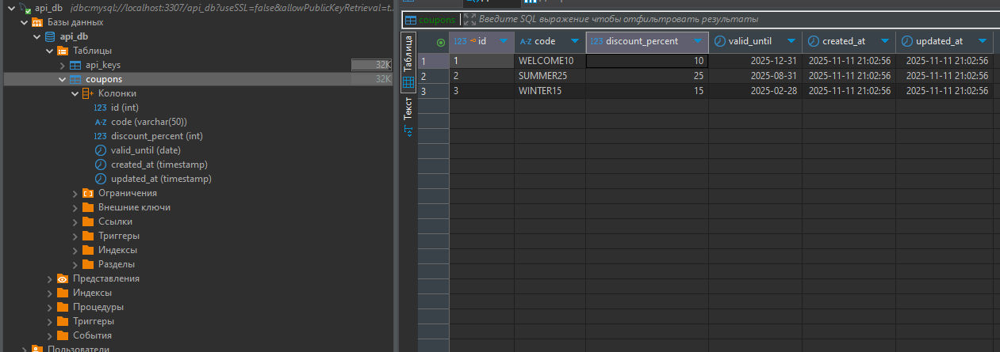 api_db jdbc:mysql://localhost:3307/api_db?useSSL=false&allowPublicKeyRetrieval=t...
Базы данных
api_db
Таблицы
api_keys 32K
coupons 32K
Колонки
123 id (int)
A-Z code (varchar(50))
123 discount_percent (int)
valid_until (date)
created_at (timestamp)
updated_at (timestamp)
Ограничения
Внешние ключи
Ссылки
Триггеры
Индексы
Разделы
Представления
Индексы
Процедуры
Триггеры
События
Пользователи
coupons Введите SQL выражение чтобы отфильтровать результаты
Таблица
Текст
123 id A-Z code 123 discount_percent valid_until created_at updated_at
1 1 WELCOME10 10 2025-12-31 2025-11-11 21:02:56 2025-11-11 21:02:56
2 2 SUMMER25 25 2025-08-31 2025-11-11 21:02:56 2025-11-11 21:02:56
3 3 WINTER15 15 2025-02-28 2025-11-11 21:02:56 2025-11-11 21:02:56